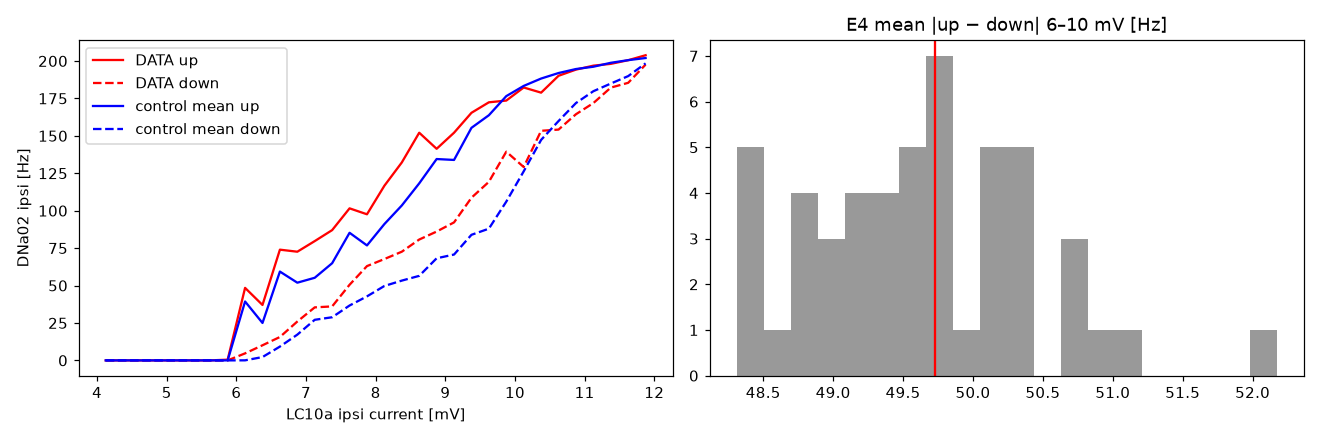 DATA up
DATA down
control mean up
control mean down
200
175
150
125
100
75
50
25
0
DNa02 ipsi [Hz]
4 5 6 7 8 9 10 11 12
LC10a ipsi current [mV]
E4 mean |up − down| 6–10 mV [Hz]
7
6
5
4
3
2
1
0
48.5 49.0 49.5 50.0 50.5 51.0 51.5 52.0